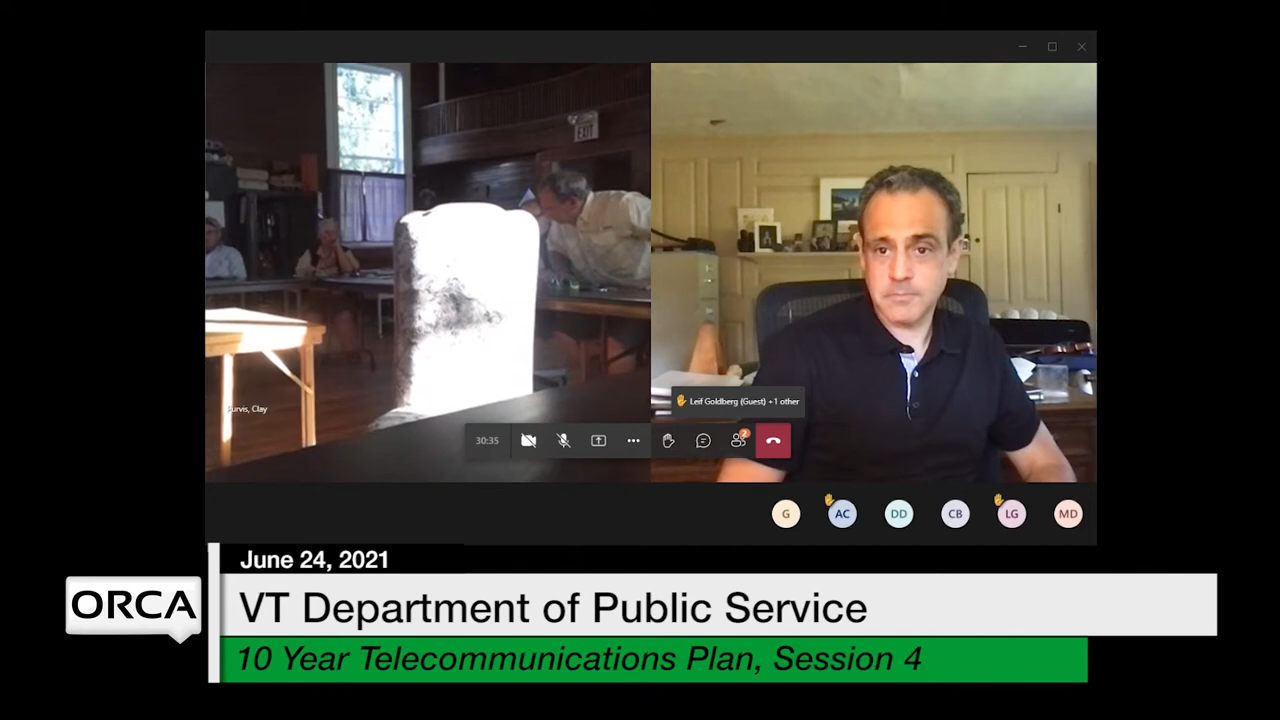 EXIT
urvis, Clay
Leif Goldberg (Guest) +1 other
30:35
2
G
AC
DD
CB
LG
MD
June 24, 2021
ORCA
VT Department of Public Service
10 Year Telecommunications Plan, Session 4